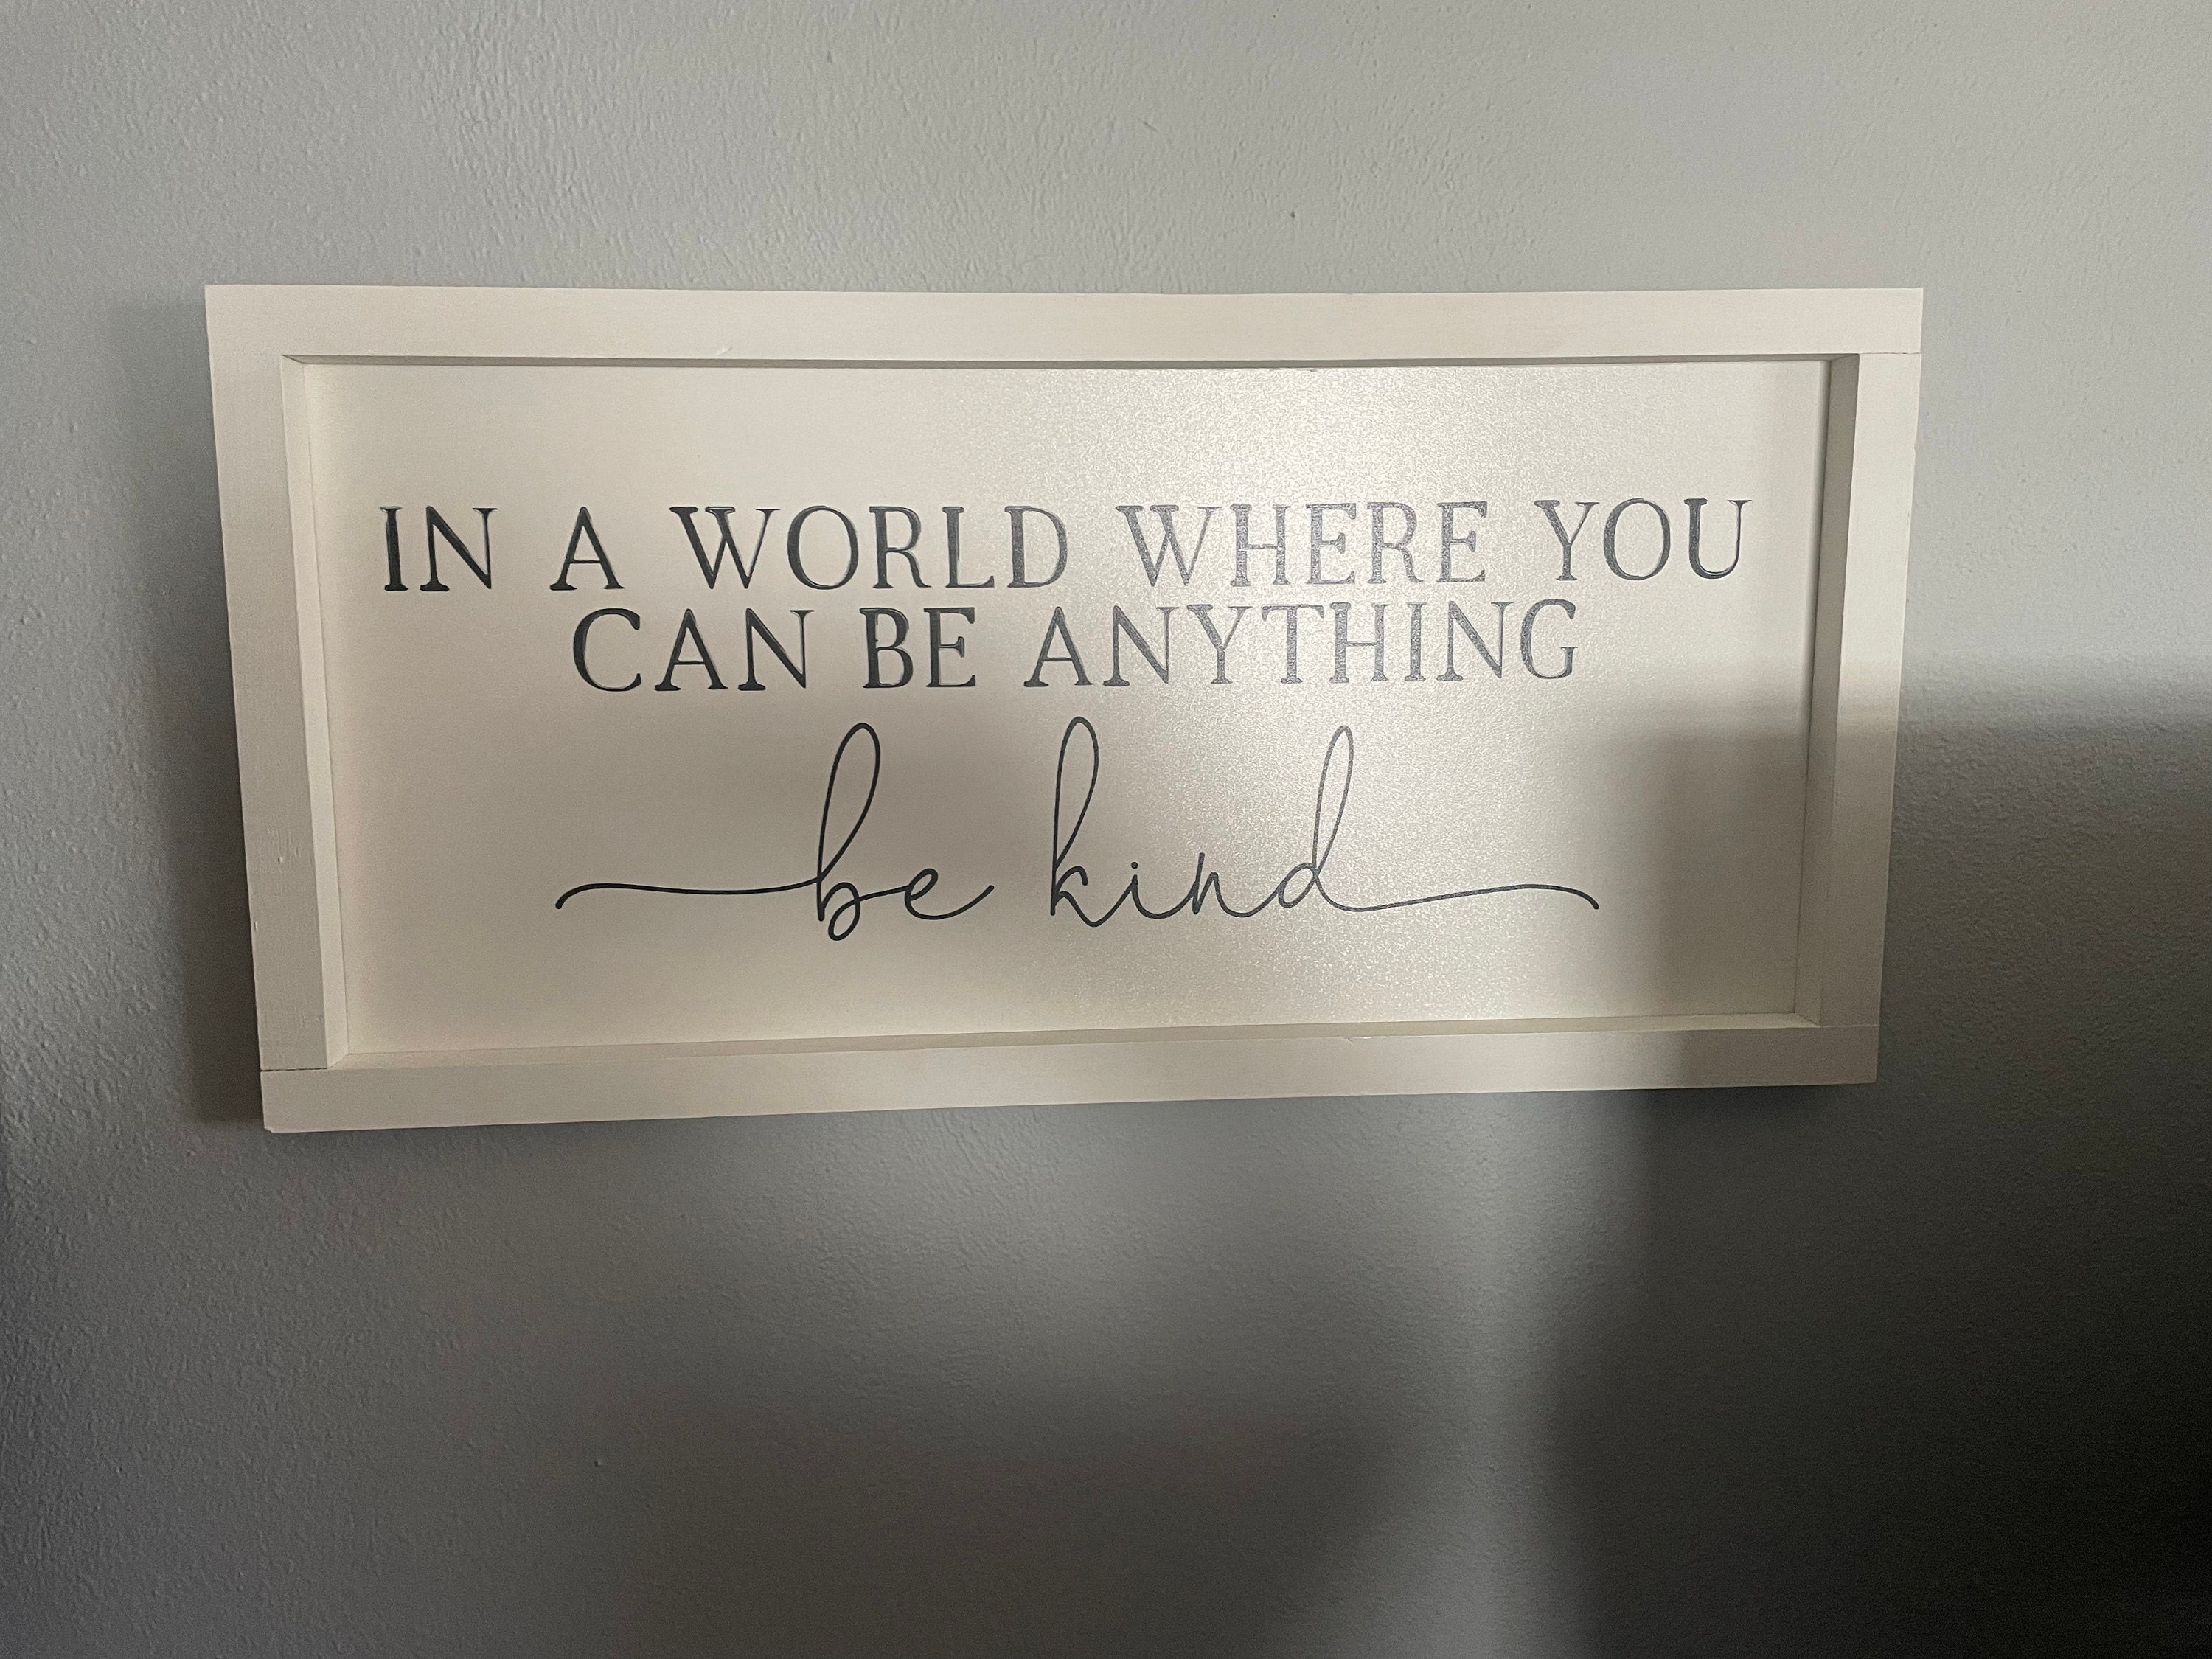 IN A WORLD WHERE YOU
CAN BE ANYTHING
be kind